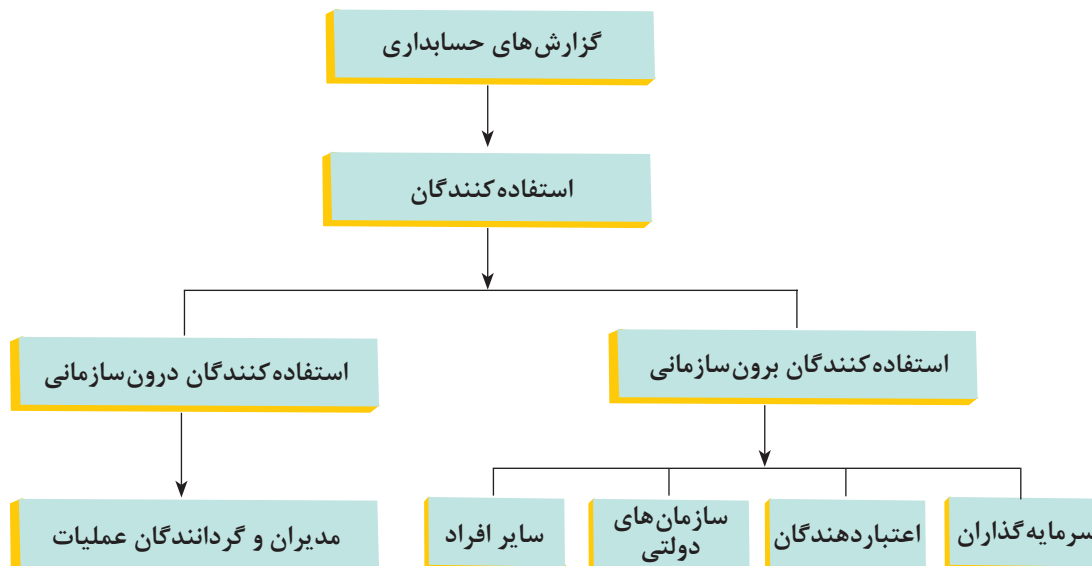 گزارش‌های حسابداری
استفاده‌کنندگان
استفاده‌کنندگان برون‌سازمانی
استفاده‌کنندگان درون‌سازمانی
سرمایه‌گذاران
اعتباردهندگان
سازمان‌های
دولتی
سایر افراد
مدیران و گردانندگان عملیات